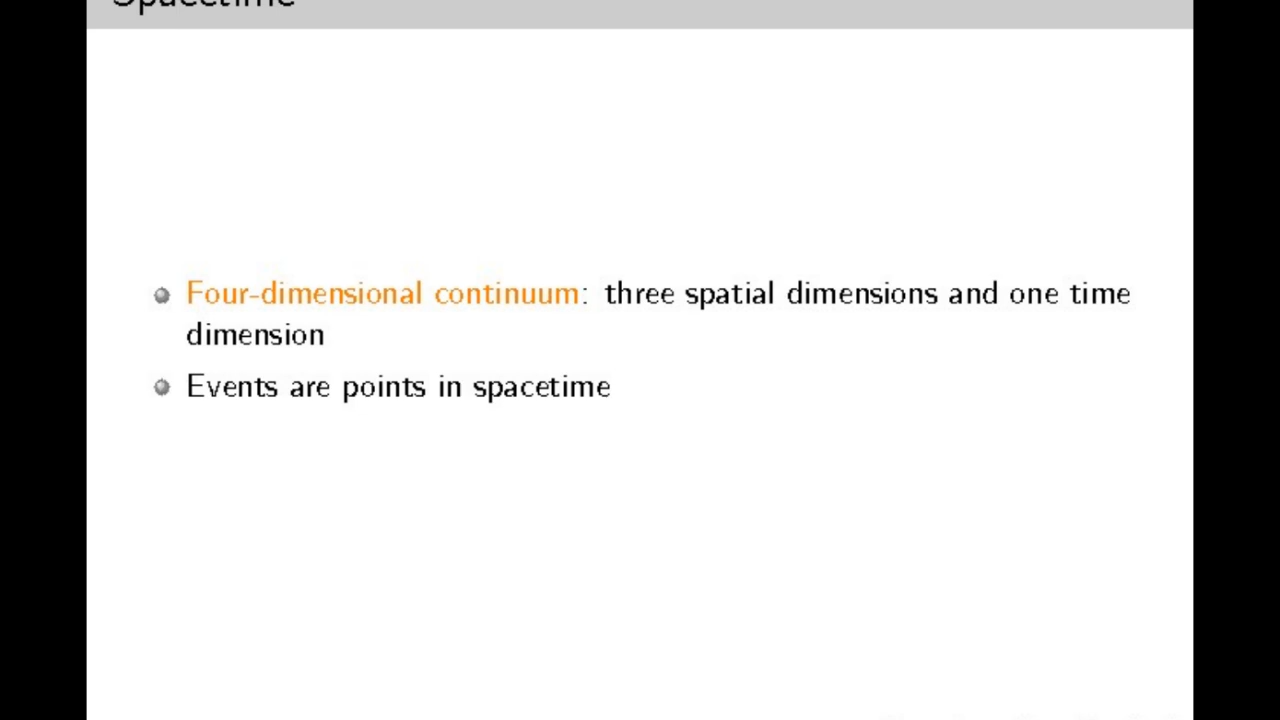 Spacetime
Four-dimensional continuum: three spatial dimensions and one time
dimension
Events are points in spacetime